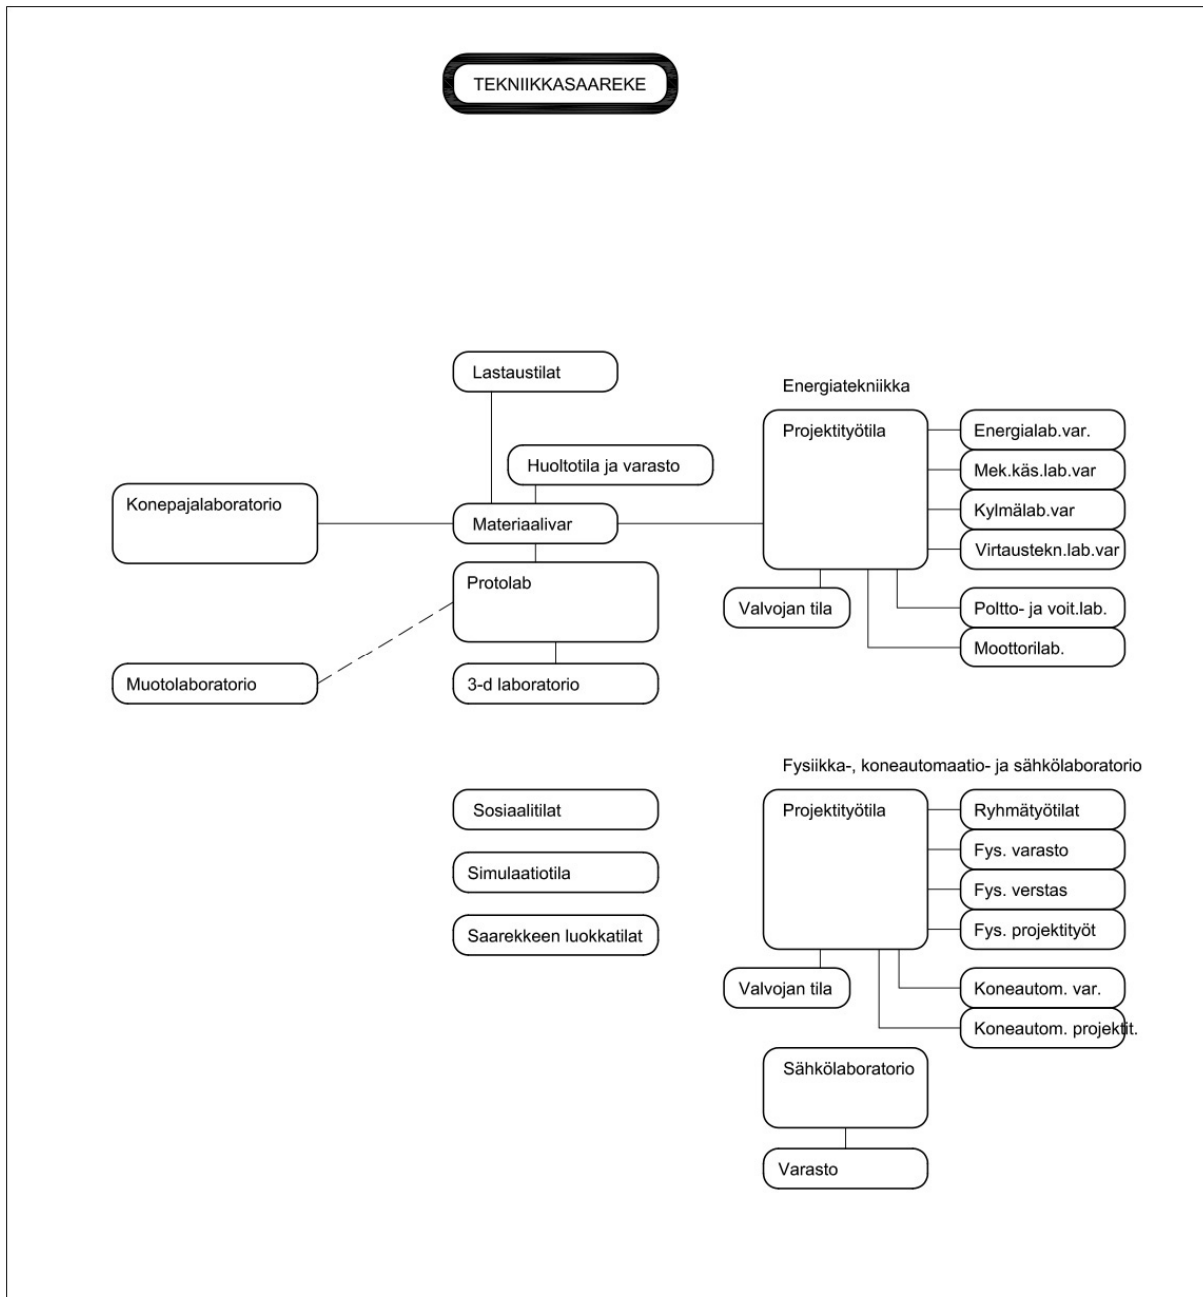 TEKNIIKKASAAREKE
Lastaustilat
Energiatekniikka
Projektityötila
Energialab.var.
Huoltotila ja varasto
Mek.käs.lab.var
Konepajalaboratorio
Kylmälab.var
Materiaalivar
Virtaustekn.lab.var
Protolab
Valvojan tila
Poltto- ja voit.lab.
Moottorilab.
Muotolaboratorio
3-d laboratorio
Fysiikka-, koneautomaatio- ja sähkölaboratorio
Sosiaalitilat
Projektityötila
Ryhmätyötilat
Fys. varasto
Simulaatiotila
Fys. verstas
Saarekkeen luokkatilat
Fys. projektityöt
Valvojan tila
Koneautom. var.
Koneautom. projektit.
Sähkölaboratorio
Varasto